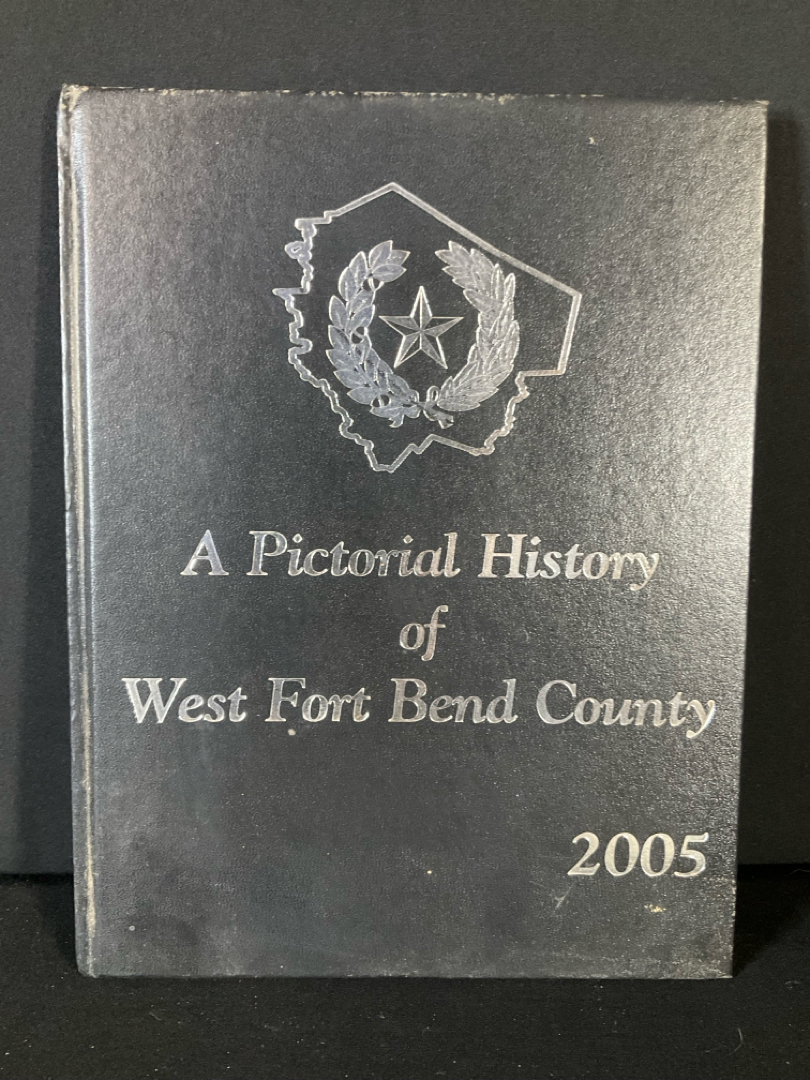 A Pictorial History
of
West Fort Bend County
2005